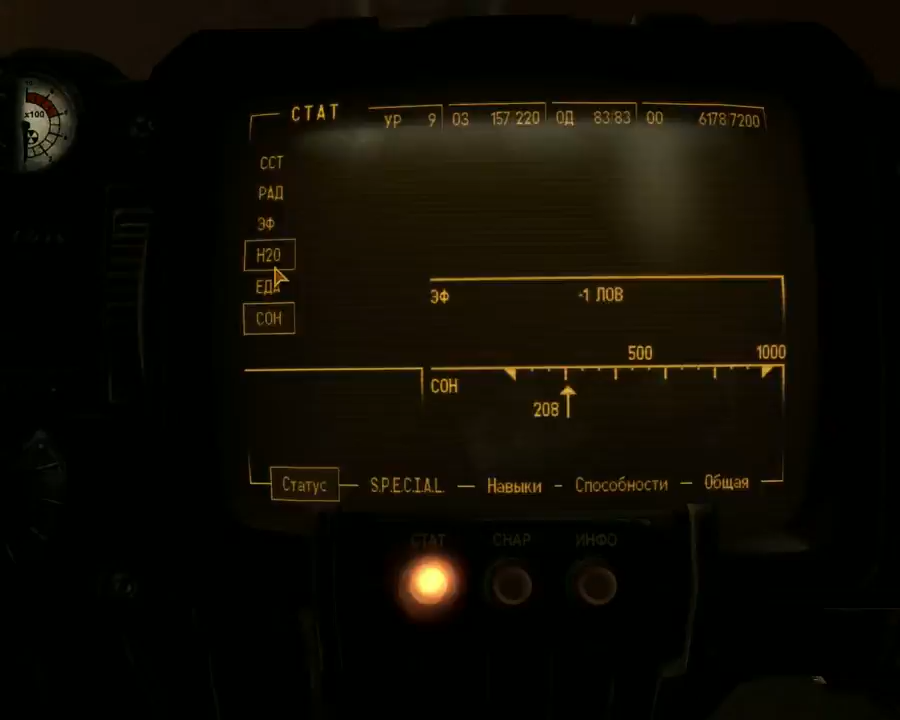 СТАТ УР 9 ОЗ 157/220 ОД 83/83 ОО 6178/7200
x100
ССТ
РАД
ЭФ
H2O
ЕДА
СОН
ЭФ -1 ЛОВ
500 1000
СОН
208
Статус S.P.E.C.I.A.L. Навыки Способности Общая
СТАТ СНАР ИНФО